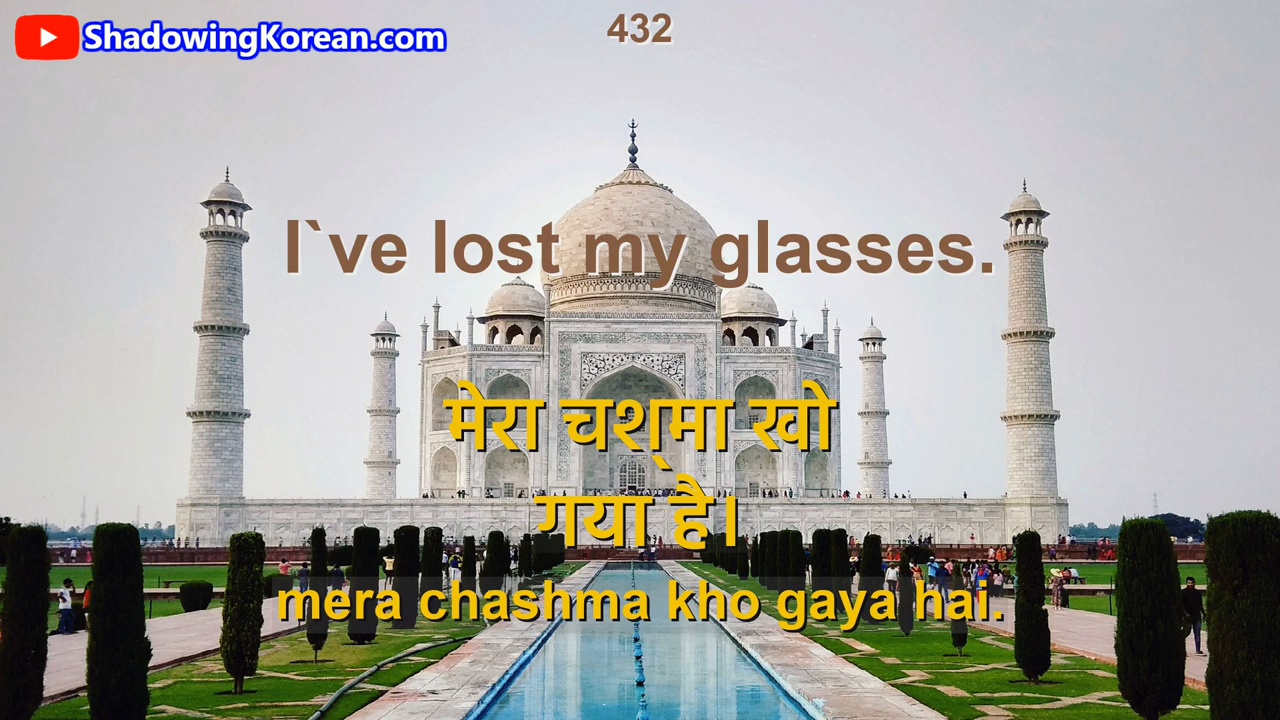 ShadowingKorean.com
432
I`ve lost my glasses.
मेरा चश्मा खो
गया है।
mera chashma kho gaya hai.